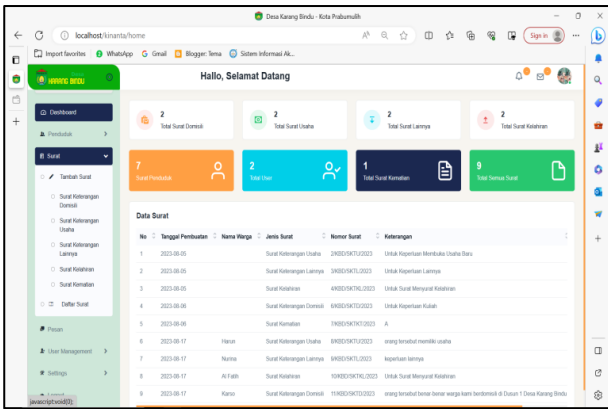 Desa Karang Bindu - Kota Prabumulih
localhost/kinanta/home
Sign in
Import favorites WhatsApp Gmail Blogger: Tema Sistem Informasi Ak...
KARANG BINDU
Hallo, Selamat Datang
Dashboard
Penduduk
Surat
Tambah Surat
Surat Keterangan
Domisili
Surat Keterangan
Usaha
Surat Keterangan
Lainnya
Surat Kelahiran
Surat Kematian
Daftar Surat
Pesan
User Management
Settings
javascript:void(0);
2
Total Surat Domisili
2
Total Surat Usaha
2
Total Surat Lainnya
2
Total Surat Kelahiran
7
Surat Penduduk
2
Total User
1
Total Surat Kematian
9
Total Semua Surat
Data Surat
No Tanggal Pembuatan Nama Warga Jenis Surat Nomor Surat Keterangan
1 2023-08-05 Surat Keterangan Usaha 2/KBD/SKTU/2023 Untuk Keperluan Membuka Usaha Baru
2 2023-08-05 Surat Keterangan Lainnya 3/KBD/SKTL/2023 Untuk Keperluan Lainnya
3 2023-08-05 Surat Kelahiran 4/KBD/SKTKL/2023 Untuk Surat Menyurat Kelahiran
4 2023-08-08 Surat Keterangan Domisili 6/KBD/SKTD/2023 Untuk Keperluan Kuliah
5 2023-08-08 Surat Kematian 7/KBD/SKTKT/2023 A
6 2023-08-17 Haruri Surat Keterangan Usaha 8/KBD/SKTU/2023 orang tersebut memiliki usaha
7 2023-08-17 Nurma Surat Keterangan Lainnya 9/KBD/SKTL/2023 keperluan lainnya
8 2023-08-17 Al Fatih Surat Kelahiran 10/KBD/SKTKL/2023 Untuk Surat Menyurat Kelahiran
9 2023-08-17 Karso Surat Keterangan Domisili 11/KBD/SKTD/2023 orang tersebut benar benar warga kami berdomisili di Dusun 1 Desa Karang Bindu